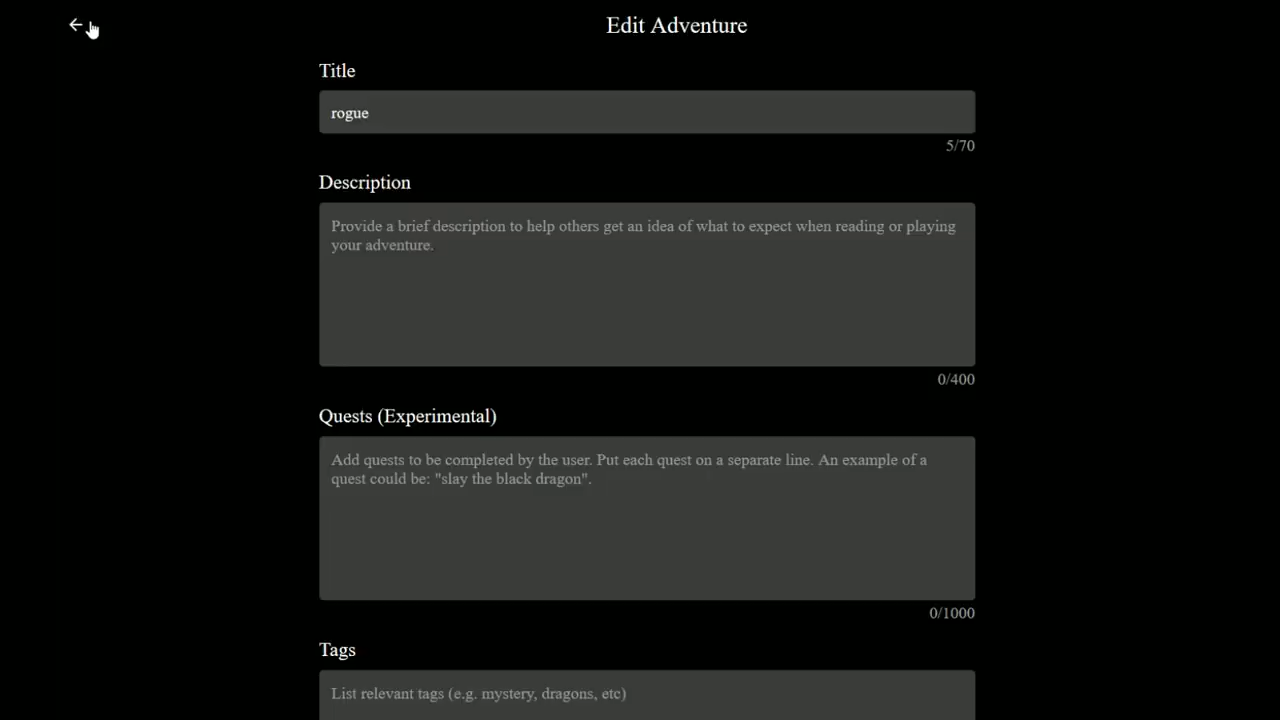 Edit Adventure
Title
rogue
5/70
Description
Provide a brief description to help others get an idea of what to expect when reading or playing
your adventure.
0/400
Quests (Experimental)
Add quests to be completed by the user. Put each quest on a separate line. An example of a
quest could be: "slay the black dragon".
0/1000
Tags
List relevant tags (e.g. mystery, dragons, etc)